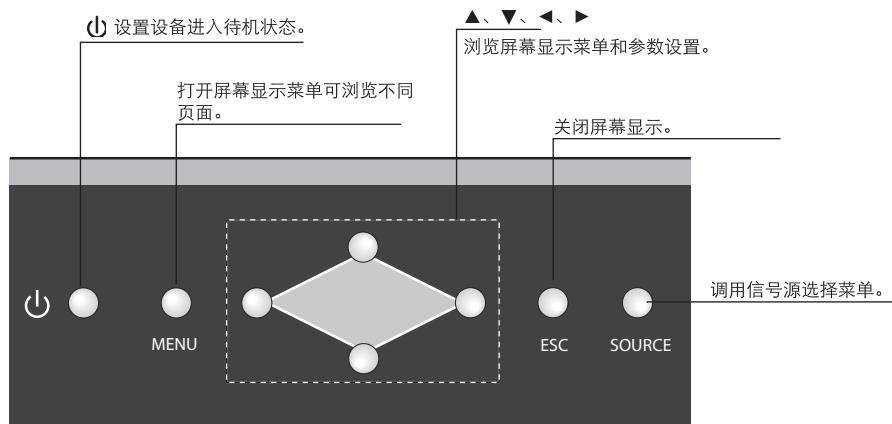 ⏻ 设置设备进入待机状态。
▲、▼、◄、►
浏览屏幕显示菜单和参数设置。
打开屏幕显示菜单可浏览不同
页面。
关闭屏幕显示。
调用信号源选择菜单。
MENU
ESC
SOURCE